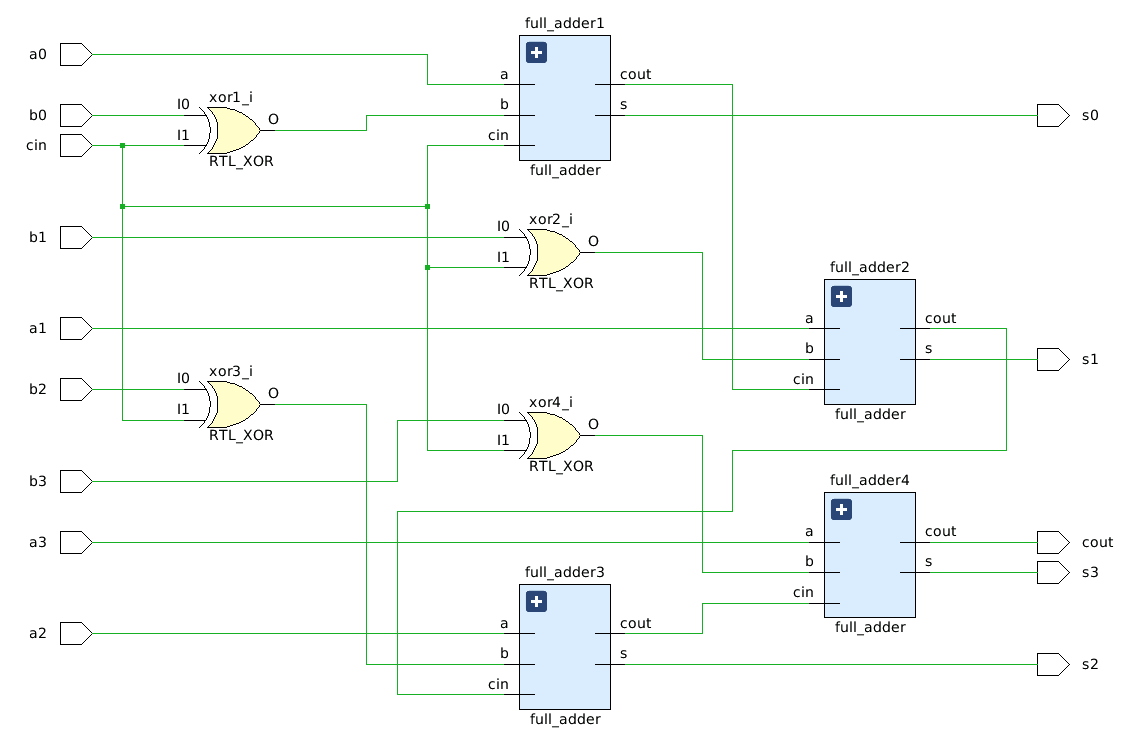 full_adder1
a0
a
cout
b0
I0
xor1_i
O
b
s
s0
cin
I1
RTL_XOR
cin
full_adder
b1
I0
xor2_i
O
I1
RTL_XOR
full_adder2
a1
a
cout
b
s
s1
cin
full_adder
b2
I0
xor3_i
O
I1
RTL_XOR
I0
xor4_i
O
I1
RTL_XOR
b3
full_adder4
a3
a
cout
cout
b
s
s3
cin
full_adder
full_adder3
a2
a
cout
b
s
s2
cin
full_adder